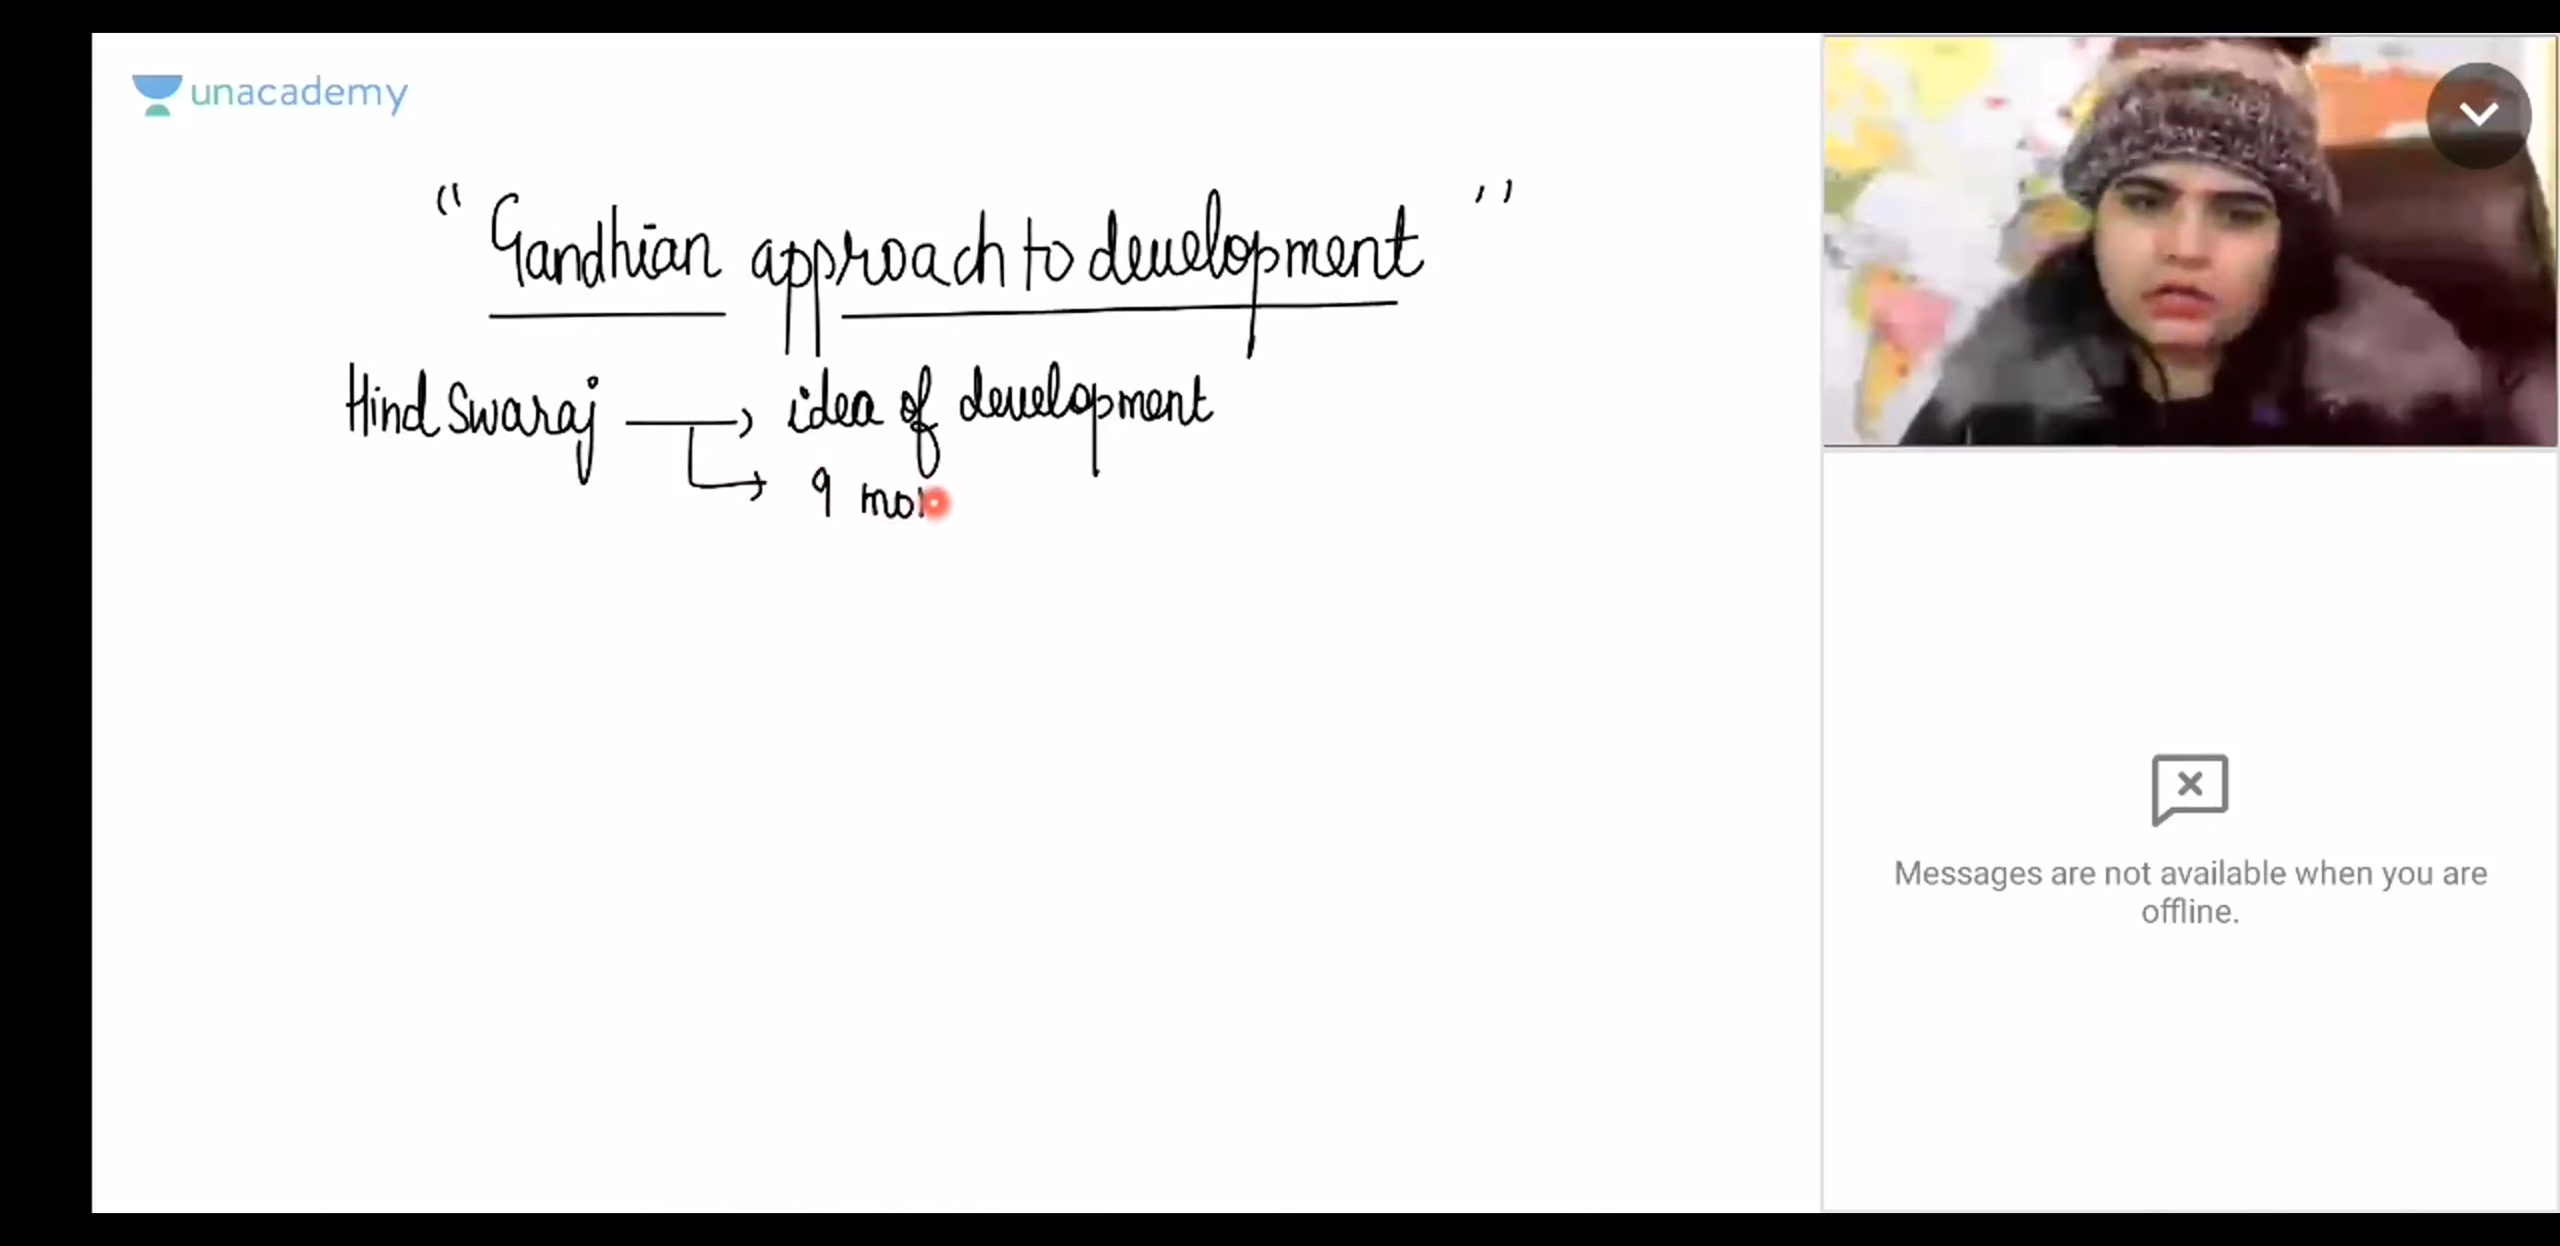 unacademy
" Gandhian approach to development "
Hind Swaraj → idea of development
→ 9 mon
Messages are not available when you are
offline.